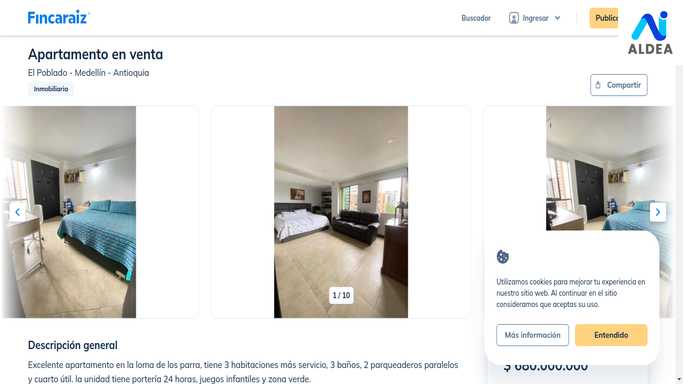 Fincaraiz
Buscador
Ingresar
ALDEA
Apartamento en venta
El Poblado - Medellín - Antioquia
Inmobiliario
Compartir
1 / 10
Utilizamos cookies para mejorar tu experiencia en
nuestro sitio web. Al continuar en el sitio
consideramos que aceptas su uso.
Más información
Entendido
$ 680.000.000
Descripción general
Excelente apartamento en la loma de los parra, tiene 3 habitaciones más servicio, 3 baños, 2 parqueaderos paralelos
y cuarto útil. la unidad tiene portería 24 horas, juegos infantiles y zona verde.